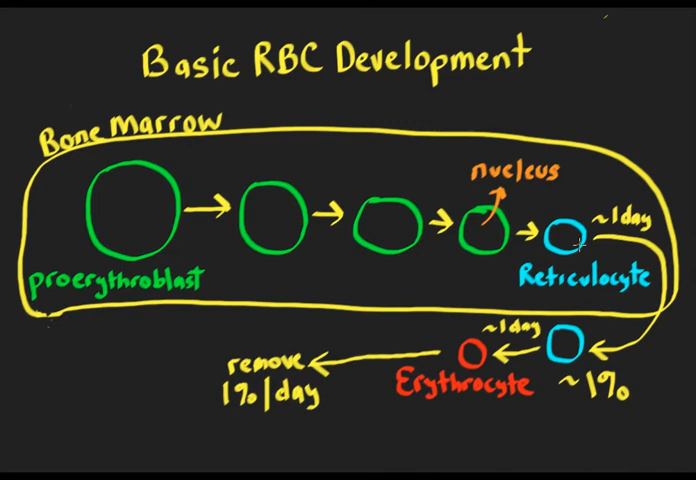 Basic RBC Development
Bone Marrow
nucleus
~1day
proerythroblast
Reticulocyte
~1day
remove
1%/day
Erythrocyte
~1%